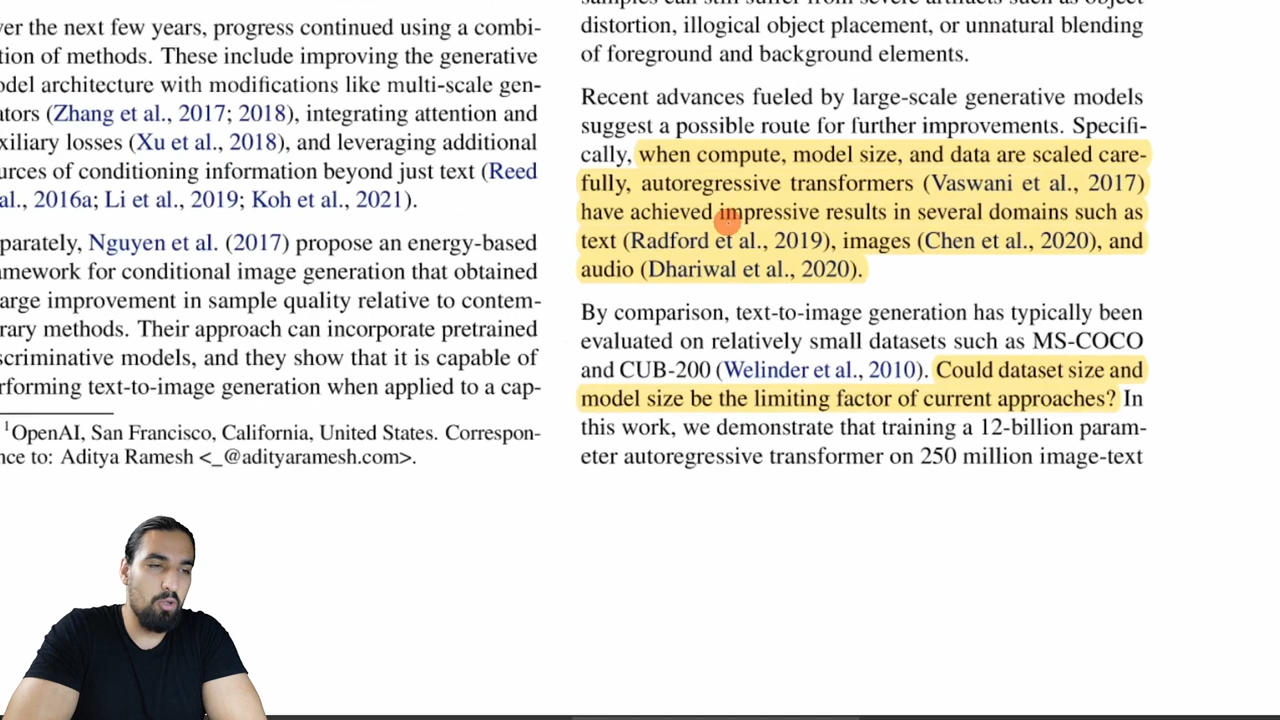 ver the next few years, progress continued using a combi-
tion of methods. These include improving the generative
odel architecture with modifications like multi-scale gen-
ators (Zhang et al., 2017; 2018), integrating attention and
xiliary losses (Xu et al., 2018), and leveraging additional
urces of conditioning information beyond just text (Reed
al., 2016a; Li et al., 2019; Koh et al., 2021).
parately, Nguyen et al. (2017) propose an energy-based
amework for conditional image generation that obtained
arge improvement in sample quality relative to contem-
rary methods. Their approach can incorporate pretrained
scriminative models, and they show that it is capable of
rforming text-to-image generation when applied to a cap-
1OpenAI, San Francisco, California, United States. Correspon-
nce to: Aditya Ramesh <_@adityaramesh.com>.
samples can still suffer from severe artifacts such as object
distortion, illogical object placement, or unnatural blending
of foreground and background elements.
Recent advances fueled by large-scale generative models
suggest a possible route for further improvements. Specifi-
cally, when compute, model size, and data are scaled care-
fully, autoregressive transformers (Vaswani et al., 2017)
have achieved impressive results in several domains such as
text (Radford et al., 2019), images (Chen et al., 2020), and
audio (Dhariwal et al., 2020).
By comparison, text-to-image generation has typically been
evaluated on relatively small datasets such as MS-COCO
and CUB-200 (Welinder et al., 2010). Could dataset size and
model size be the limiting factor of current approaches? In
this work, we demonstrate that training a 12-billion param-
eter autoregressive transformer on 250 million image-text